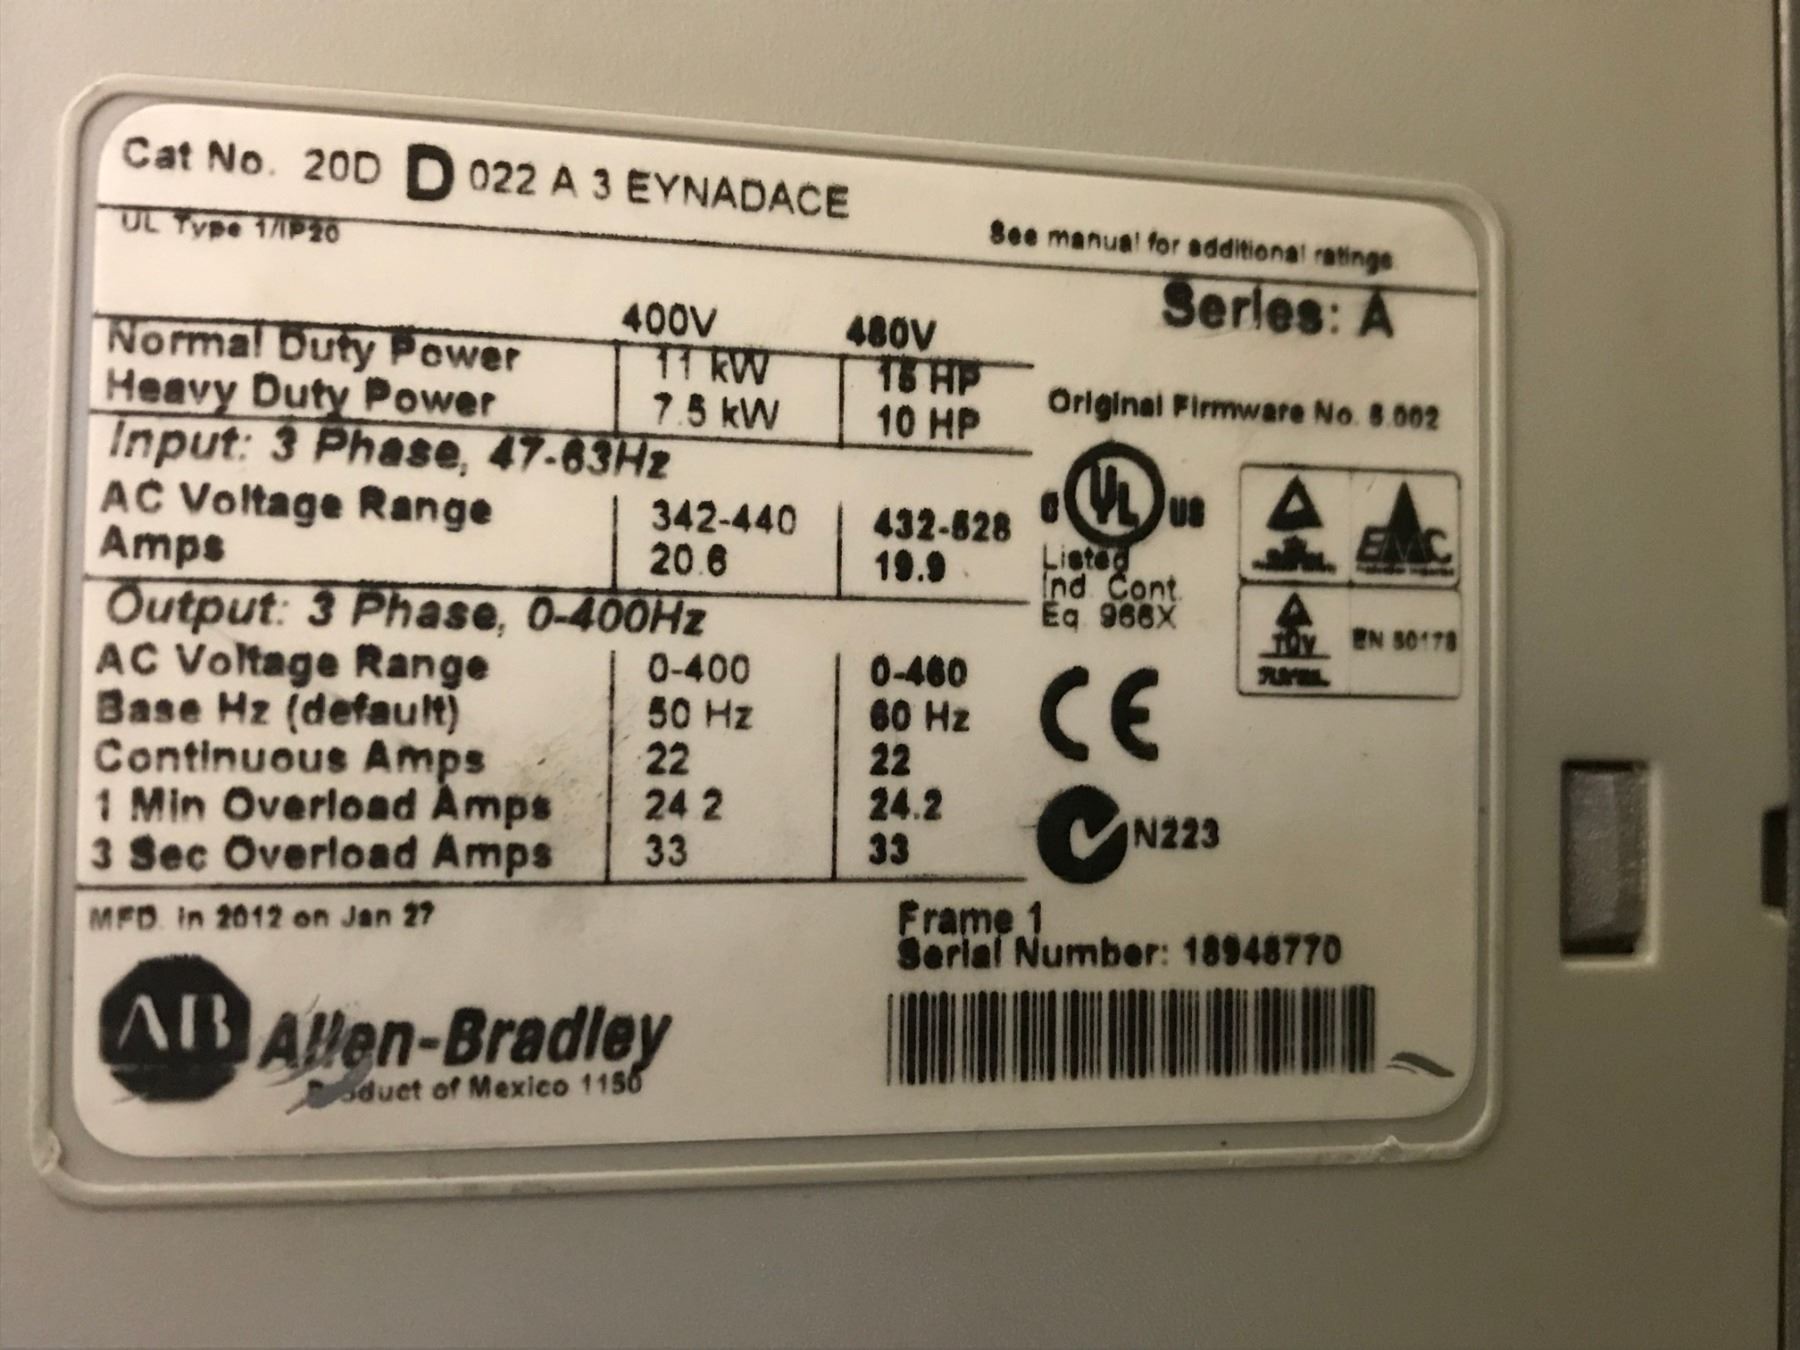 Cat No. 20D D 022 A 3 EYNADACE
UL Type 1/IP20
See manual for additional ratings
Series: A
400V 480V
Normal Duty Power 11 kW 15 HP
Heavy Duty Power 7.5 kW 10 HP
Original Firmware No. 5.002
Input: 3 Phase, 47-63Hz
AC Voltage Range 342-440 432-528
Amps 20.6 19.9
C UL US
Listed
Ind. Cont.
Eq. 966X
EMC
TÜV
EN 50178
Output: 3 Phase, 0-400Hz
AC Voltage Range 0-400 0-460
Base Hz (default) 50 Hz 60 Hz
Continuous Amps 22 22
1 Min Overload Amps 24.2 24.2
3 Sec Overload Amps 33 33
CE
N223
MFD. in 2012 on Jan 27
Frame 1
Serial Number: 18948770
AB Allen-Bradley
Product of Mexico 1150